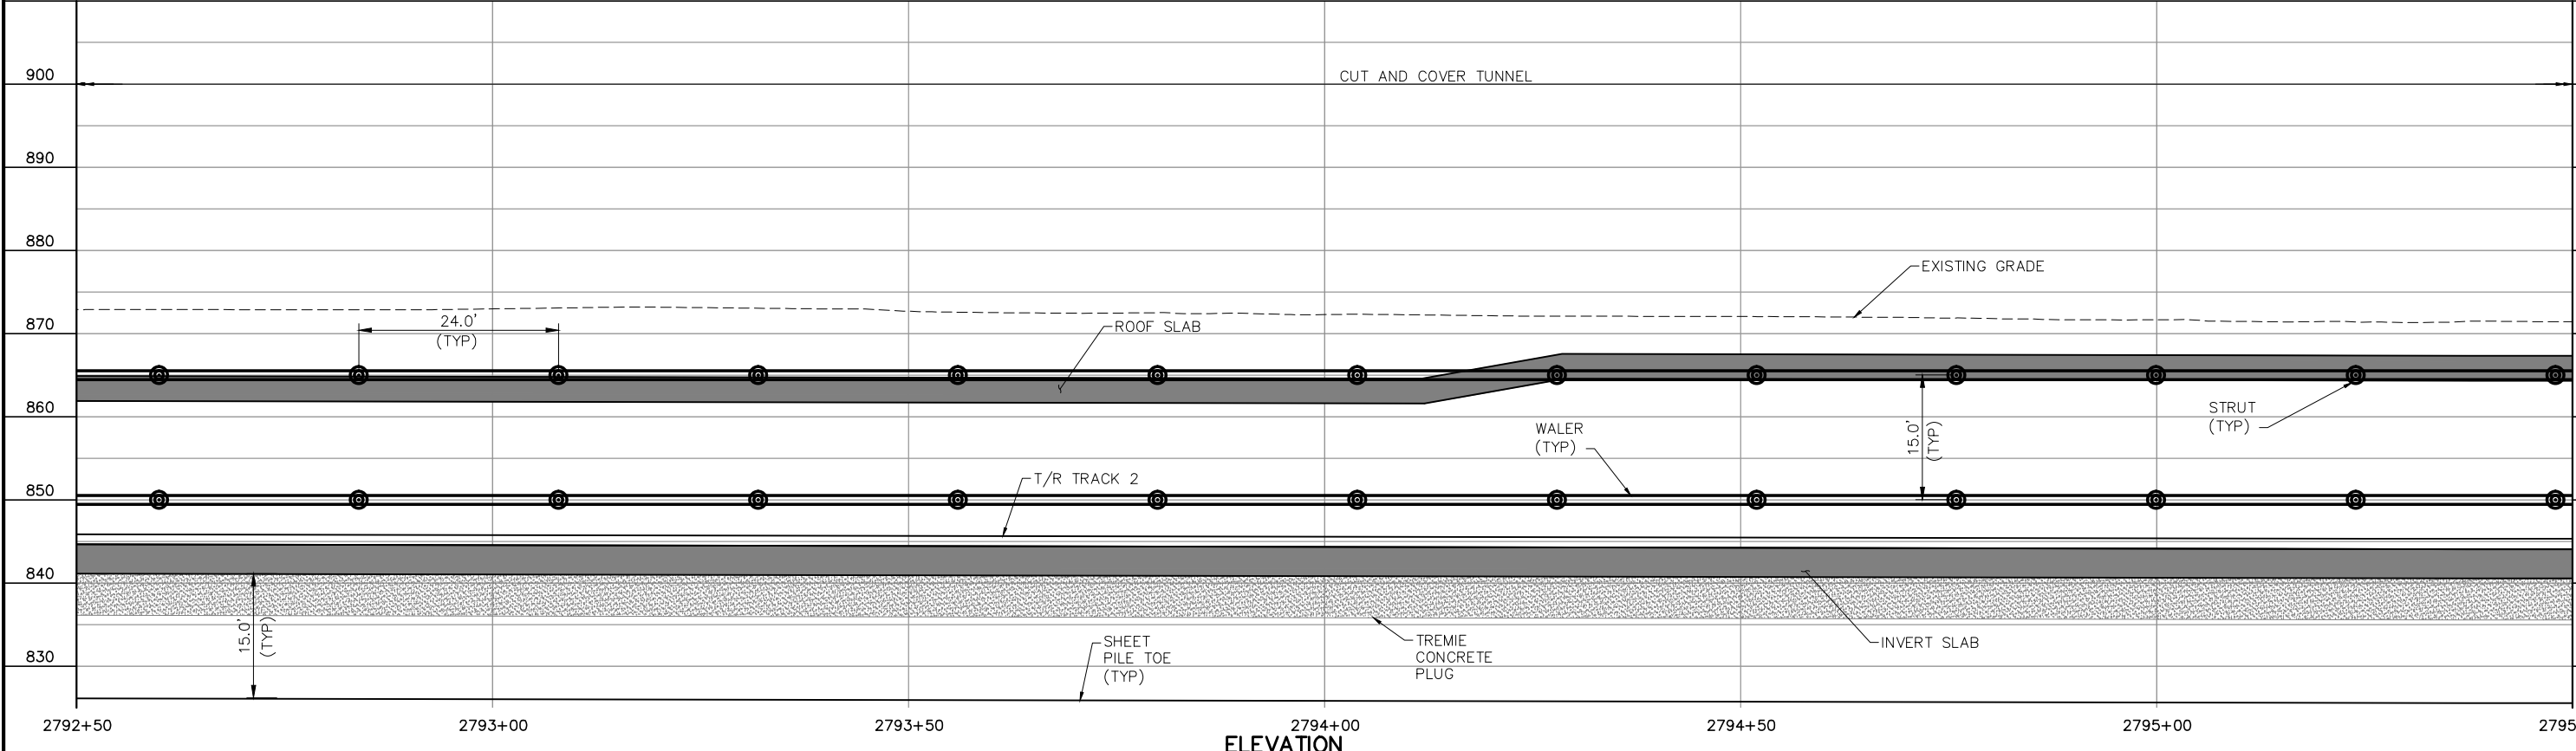 900
CUT AND COVER TUNNEL
890
880
EXISTING GRADE
870
24.0'
(TYP)
ROOF SLAB
860
STRUT
(TYP)
WALER
(TYP)
15.0'
(TYP)
850
T/R TRACK 2
840
15.0'
(TYP)
830
SHEET
PILE TOE
(TYP)
TREMIE
CONCRETE
PLUG
INVERT SLAB
2792+50
2793+00
2793+50
2794+00
2794+50
2795+00
2795
ELEVATION